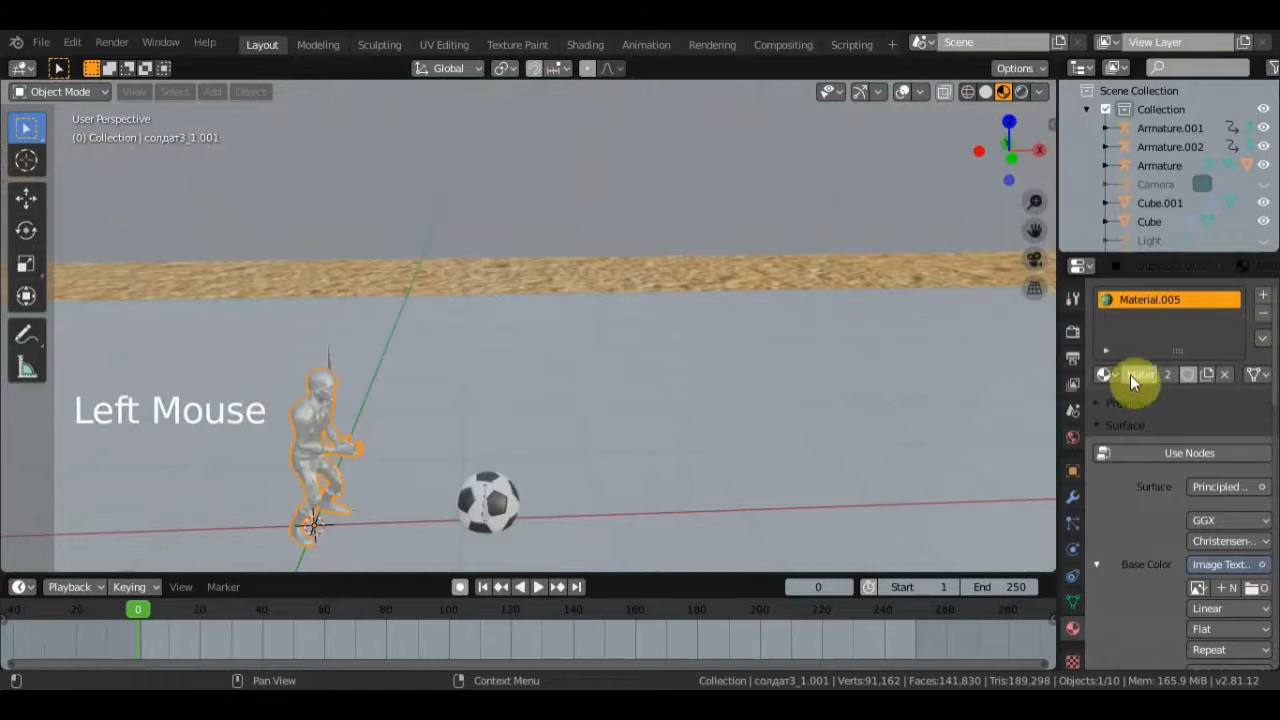 File Edit Render Window Help Layout Modeling Sculpting UV Editing Texture Paint Shading Animation Rendering Compositing Scripting + Scene View Layer
Global Options
Object Mode View Select Add Object
User Perspective
(0) Collection | солдат3_1.001
X
Scene Collection
Collection
Armature.001
Armature.002
Armature
Camera
Cube.001
Cube
Light
Material.005
Mater 2
Surface
Use Nodes
Surface Principled ..
GGX
Christensen-..
Base Color Image Text..
+ N O
Linear
Flat
Repeat
Left Mouse
Playback Keying View Marker 0 Start 1 End 250
-40 -20 0 20 40 60 80 100 120 140 160 180 200 220 240 260 280
Pan View Context Menu Collection | солдат3_1.001 | Verts:91,162 | Faces:141,830 | Tris:189,298 | Objects:1/10 | Mem: 165.9 MiB | v2.81.12